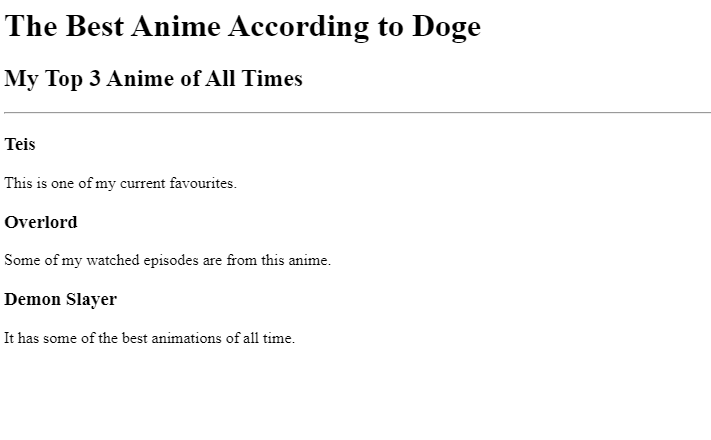 The Best Anime According to Doge
My Top 3 Anime of All Times
Teis
This is one of my current favourites.
Overlord
Some of my watched episodes are from this anime.
Demon Slayer
It has some of the best animations of all time.